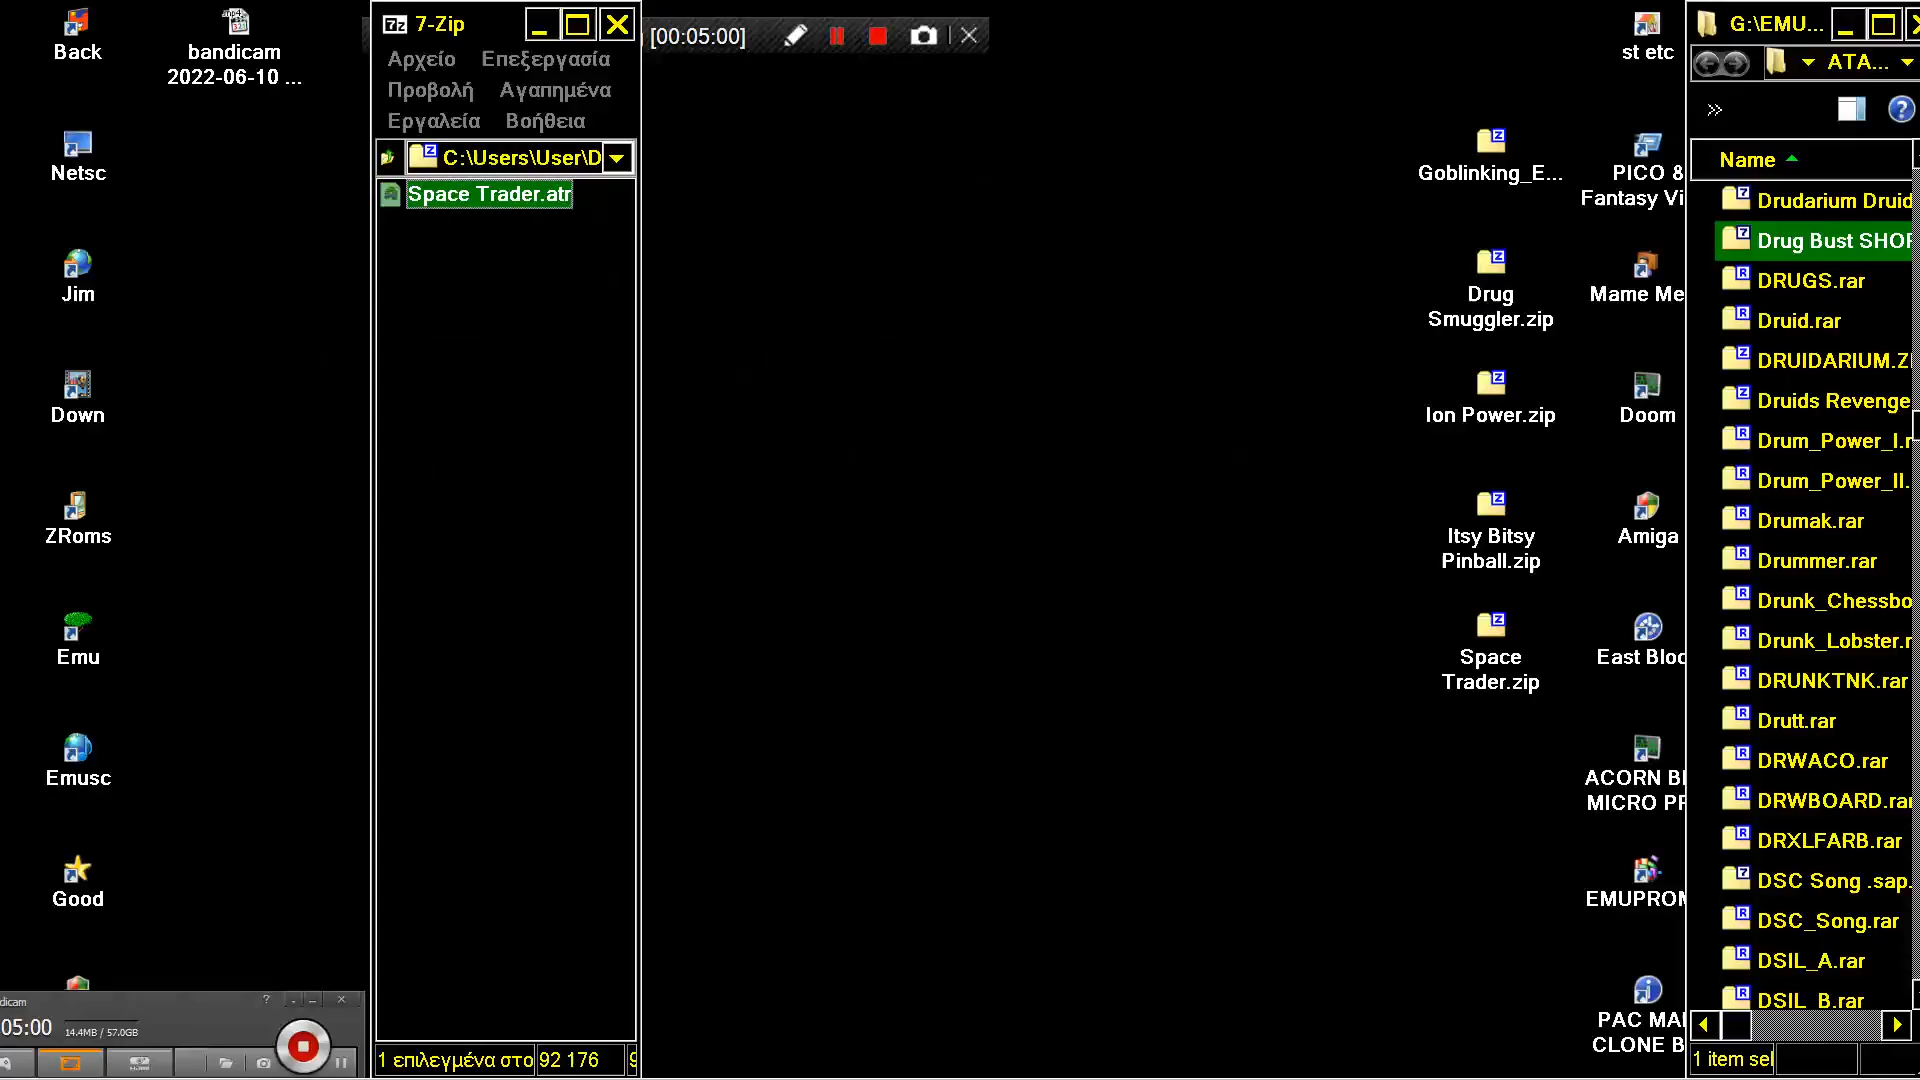 Back
bandicam
2022-06-10 ...
Netsc
Jim
Down
ZRoms
Emu
Emusc
Good
dicam
?
05:00
14.4MB / 57.0GB
7-Zip
Αρχείο Επεξεργασία
Προβολή Αγαπημένα
Εργαλεία Βοήθεια
C:\Users\User\D
Space Trader.atr
1 επιλεγμένα στο
92 176
[00:05:00]
Goblinking_E...
Drug
Smuggler.zip
Ion Power.zip
Itsy Bitsy
Pinball.zip
Space
Trader.zip
st etc
PICO 8
Fantasy Vi
Mame Me
Doom
Amiga
East Bloc
ACORN B
MICRO PF
EMUPROM
PAC MAI
CLONE B
G:\EMU...
ATA...
Name
Drudarium Druid
Drug Bust SHOP
DRUGS.rar
Druid.rar
DRUIDARIUM.Z
Druids Revenge
Drum_Power_I.r
Drum_Power_II.
Drumak.rar
Drummer.rar
Drunk_Chessbo
Drunk_Lobster.r
DRUNKTNK.rar
Drutt.rar
DRWACO.rar
DRWBOARD.rar
DRXLFARB.rar
DSC Song .sap.
DSC_Song.rar
DSIL_A.rar
DSIL_B.rar
1 item sel